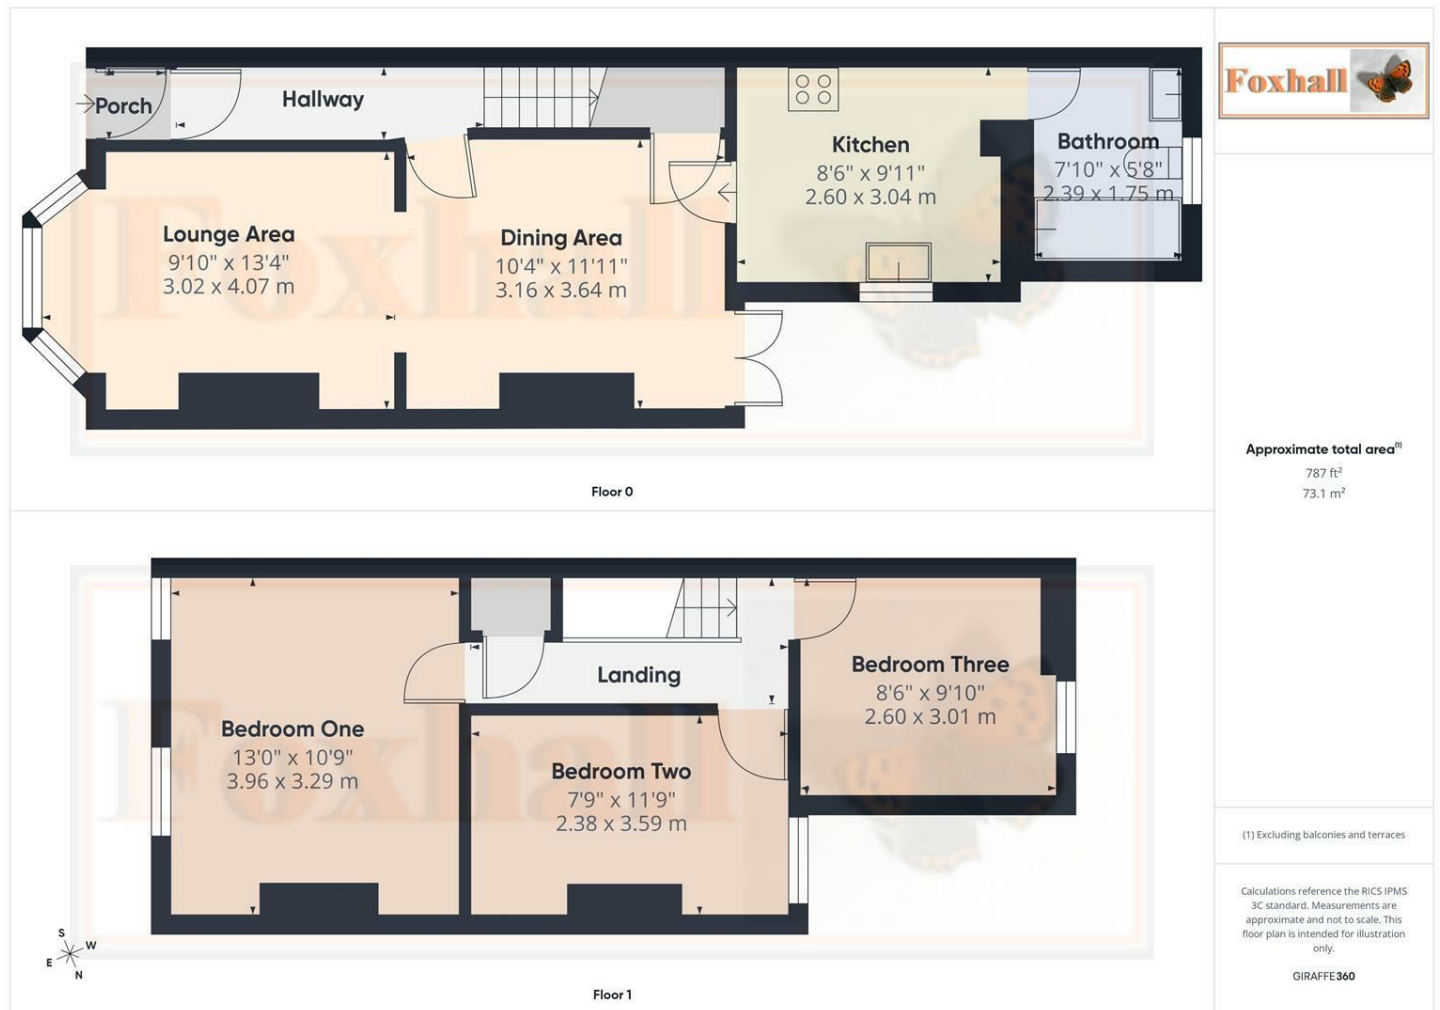 Porch
Hallway
Kitchen
8'6" x 9'11"
2.60 x 3.04 m
Bathroom
7'10" x 5'8"
2.39 x 1.75 m
Lounge Area
9'10" x 13'4"
3.02 x 4.07 m
Dining Area
10'4" x 11'11"
3.16 x 3.64 m
Foxhall
Floor 0
Foxhall
Approximate total area(1)
787 ft²
73.1 m²
Bedroom One
13'0" x 10'9"
3.96 x 3.29 m
Landing
Bedroom Two
7'9" x 11'9"
2.38 x 3.59 m
Bedroom Three
8'6" x 9'10"
2.60 x 3.01 m
Foxhall
S
W
E
N
Floor 1
(1) Excluding balconies and terraces
Calculations reference the RICS IPMS
3C standard. Measurements are
approximate and not to scale. This
floor plan is intended for illustration
only.
GIRAFFE360